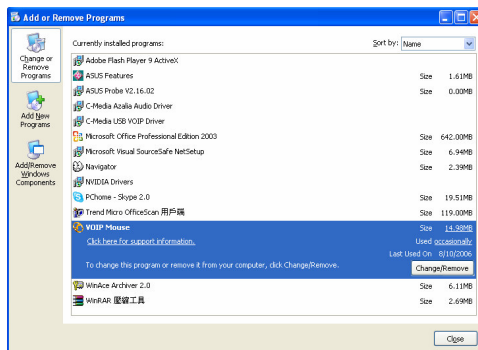 Add or Remove Programs
Change or Remove Programs
Add New Programs
Add/Remove Windows Components
Currently installed programs:
Sort by: Name
Adobe Flash Player 9 ActiveX
ASUS Features Size 1.61MB
ASUS Probe V2.16.02 Size 0.00MB
C-Media Azalia Audio Driver
C-Media USB VOIP Driver
Microsoft Office Professional Edition 2003 Size 642.00MB
Microsoft Visual SourceSafe NetSetup Size 6.94MB
Navigator Size 2.39MB
NVIDIA Drivers
PChome - Skype 2.0 Size 19.51MB
Trend Micro OfficeScan 用戶端 Size 119.00MB
VOIP Mouse Size 14.98MB
Click here for support information. Used occasionally
Last Used On 8/10/2006
To change this program or remove it from your computer, click Change/Remove. Change/Remove
WinAce Archiver 2.0 Size 6.11MB
WinRAR 壓縮工具 Size 2.69MB
Close